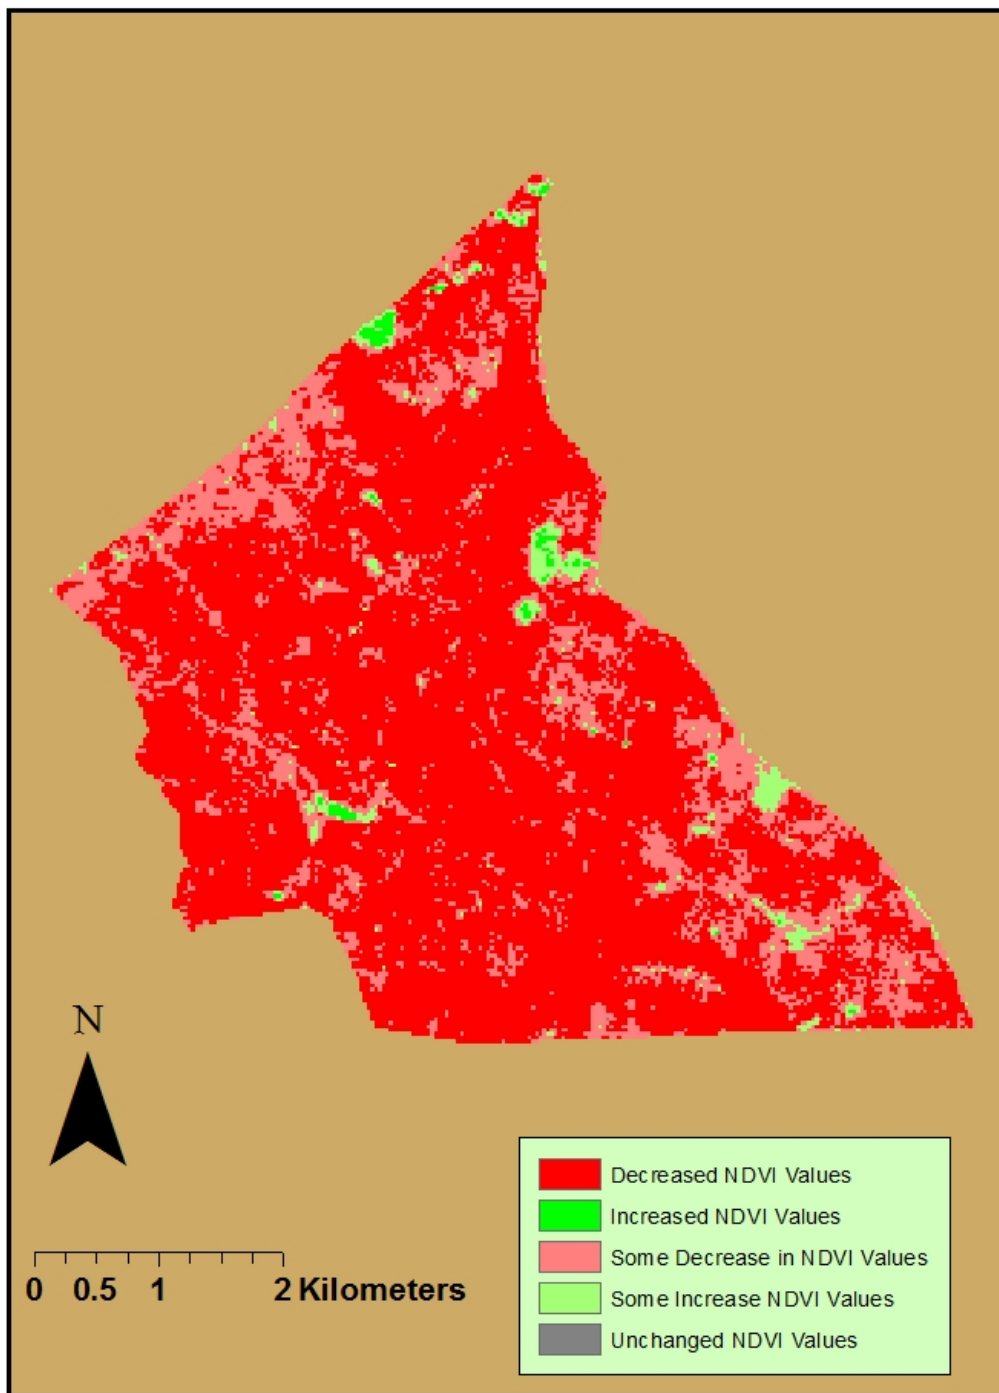 N
0 0.5 1 2 Kilometers
Decreased NDVI Values
Increased NDVI Values
Some Decrease in NDVI Values
Some Increase NDVI Values
Unchanged NDVI Values